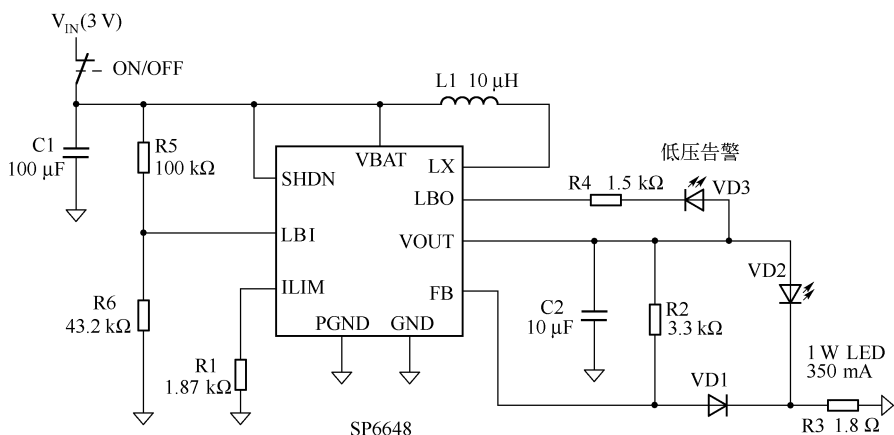 V_IN(3 V)
ON/OFF
L1 10 μH
C1
100 μF
R5
100 kΩ
VBAT
LX
低压告警
SHDN
LBO
R4 1.5 kΩ
VD3
LBI
VOUT
VD2
ILIM
FB
R6
43.2 kΩ
C2
10 μF
R2
3.3 kΩ
PGND
GND
1 W LED
350 mA
R1
1.87 kΩ
VD1
R3 1.8 Ω
SP6648